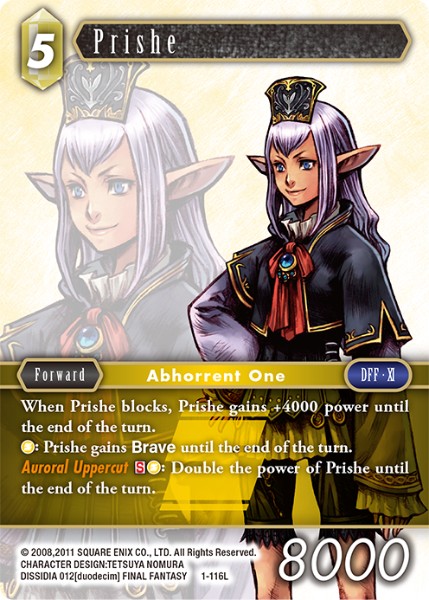 5
Prishe
Forward
Abhorrent One
DFF · XI
When Prishe blocks, Prishe gains +4000 power until
the end of the turn.
: Prishe gains Brave until the end of the turn.
Auroral Uppercut S : Double the power of Prishe until
the end of the turn.
© 2008,2011 SQUARE ENIX CO., LTD. All Rights Reserved.
CHARACTER DESIGN:TETSUYA NOMURA
DISSIDIA 012[duodecim] FINAL FANTASY 1-116L
8000